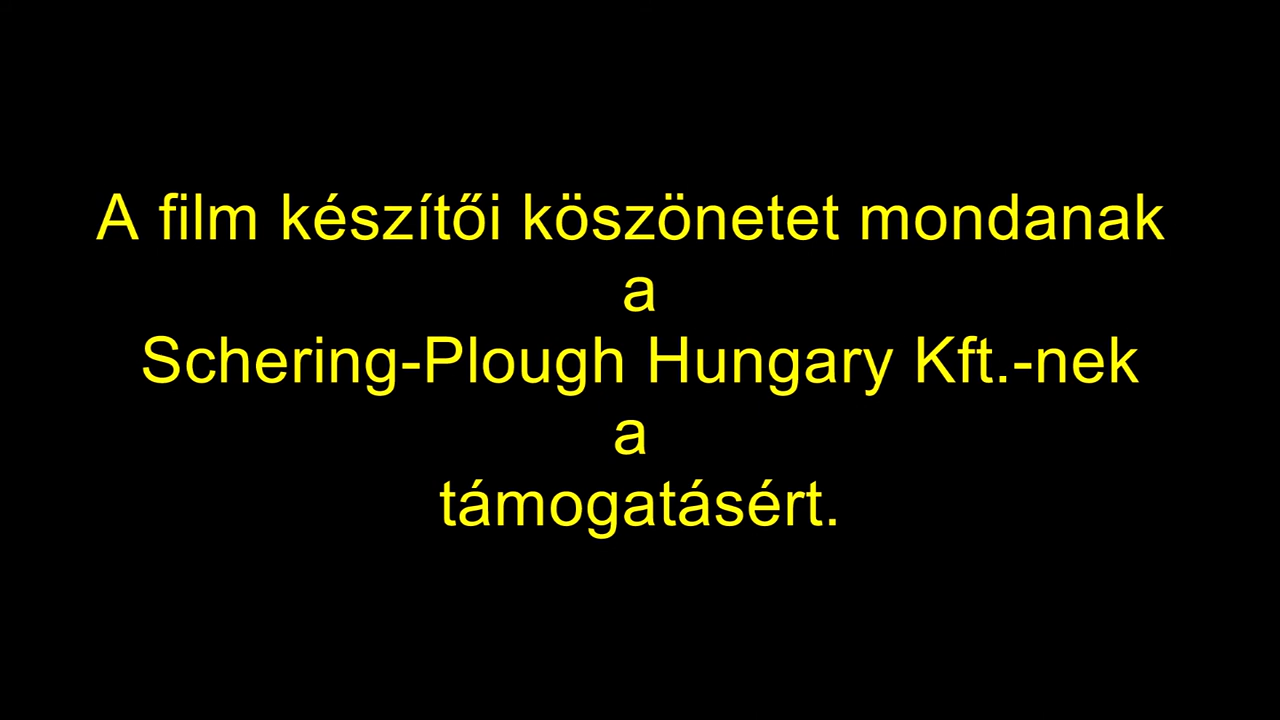 A film készítői köszönetet mondanak
a
Schering-Plough Hungary Kft.-nek
a
támogatásért.